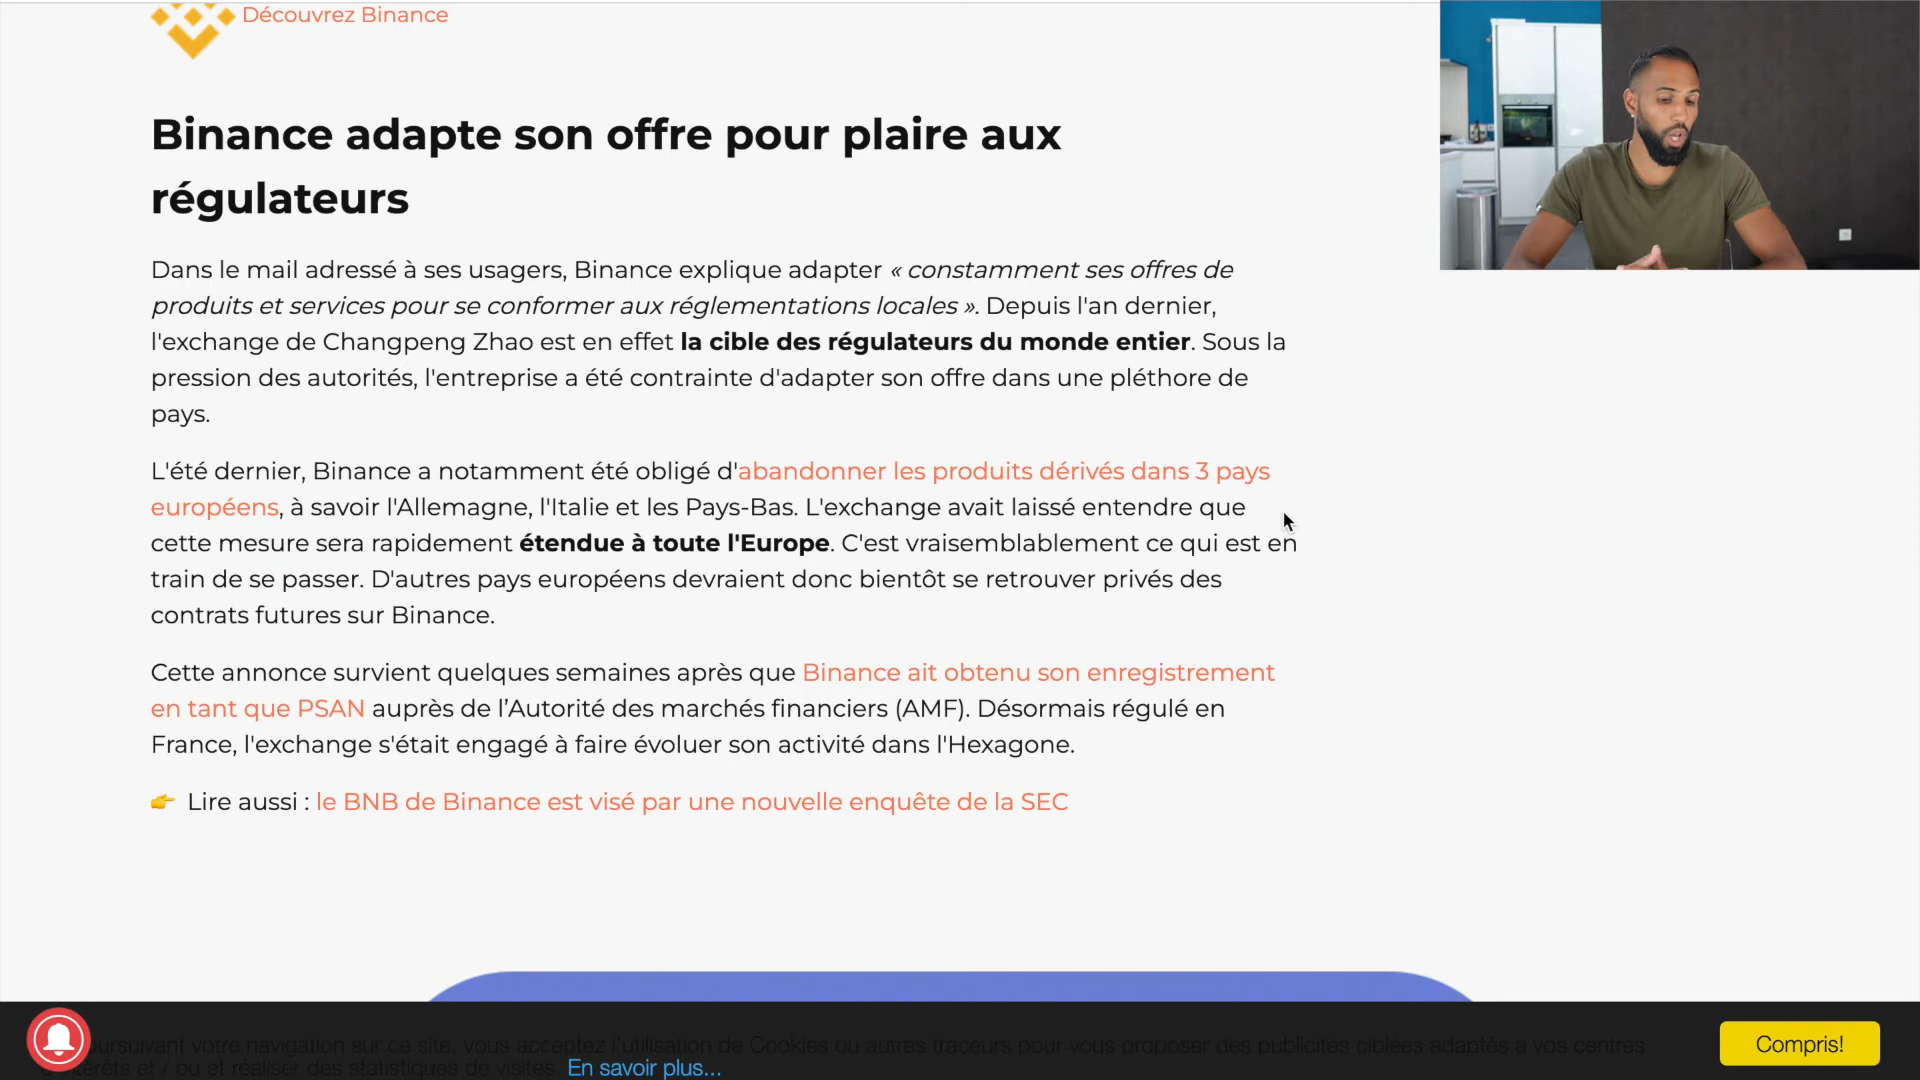 Découvrez Binance
Binance adapte son offre pour plaire aux
régulateurs
Dans le mail adressé à ses usagers, Binance explique adapter « constamment ses offres de
produits et services pour se conformer aux réglementations locales ». Depuis l'an dernier,
l'exchange de Changpeng Zhao est en effet la cible des régulateurs du monde entier. Sous la
pression des autorités, l'entreprise a été contrainte d'adapter son offre dans une pléthore de
pays.
L'été dernier, Binance a notamment été obligé d'abandonner les produits dérivés dans 3 pays
européens, à savoir l'Allemagne, l'Italie et les Pays-Bas. L'exchange avait laissé entendre que
cette mesure sera rapidement étendue à toute l'Europe. C'est vraisemblablement ce qui est en
train de se passer. D'autres pays européens devraient donc bientôt se retrouver privés des
contrats futures sur Binance.
Cette annonce survient quelques semaines après que Binance ait obtenu son enregistrement
en tant que PSAN auprès de l’Autorité des marchés financiers (AMF). Désormais régulé en
France, l'exchange s'était engagé à faire évoluer son activité dans l'Hexagone.
👉 Lire aussi : le BNB de Binance est visé par une nouvelle enquête de la SEC
votre navigation sur ce site, vous acceptez l'utilisation de Cookies ou autres traceurs pour vous proposer des publicités ciblées adaptés à vos centres
et / ou et réaliser des statistiques de visites. En savoir plus...
Compris!